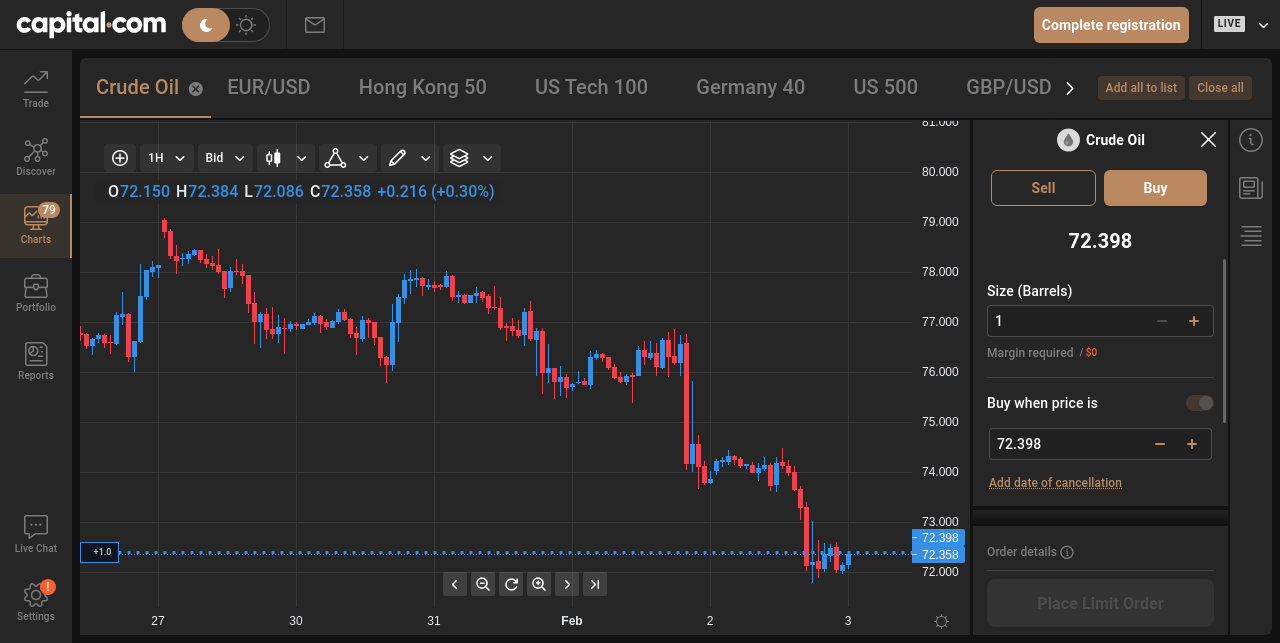 capital.com
Complete registration
LIVE
Trade
Discover
79
Charts
Portfolio
Reports
Live Chat
!
Settings
Crude Oil
EUR/USD
Hong Kong 50
US Tech 100
Germany 40
US 500
GBP/USD
Add all to list
Close all
1H
Bid
O72.150 H72.384 L72.086 C72.358 +0.216 (+0.30%)
81.000
80.000
79.000
78.000
77.000
76.000
75.000
74.000
73.000
72.398
72.358
72.000
+1.0
27
30
31
Feb
2
3
Crude Oil
Sell
Buy
72.398
Size (Barrels)
1
Margin required / $0
Buy when price is
72.398
Add date of cancellation
Order details
Place Limit Order